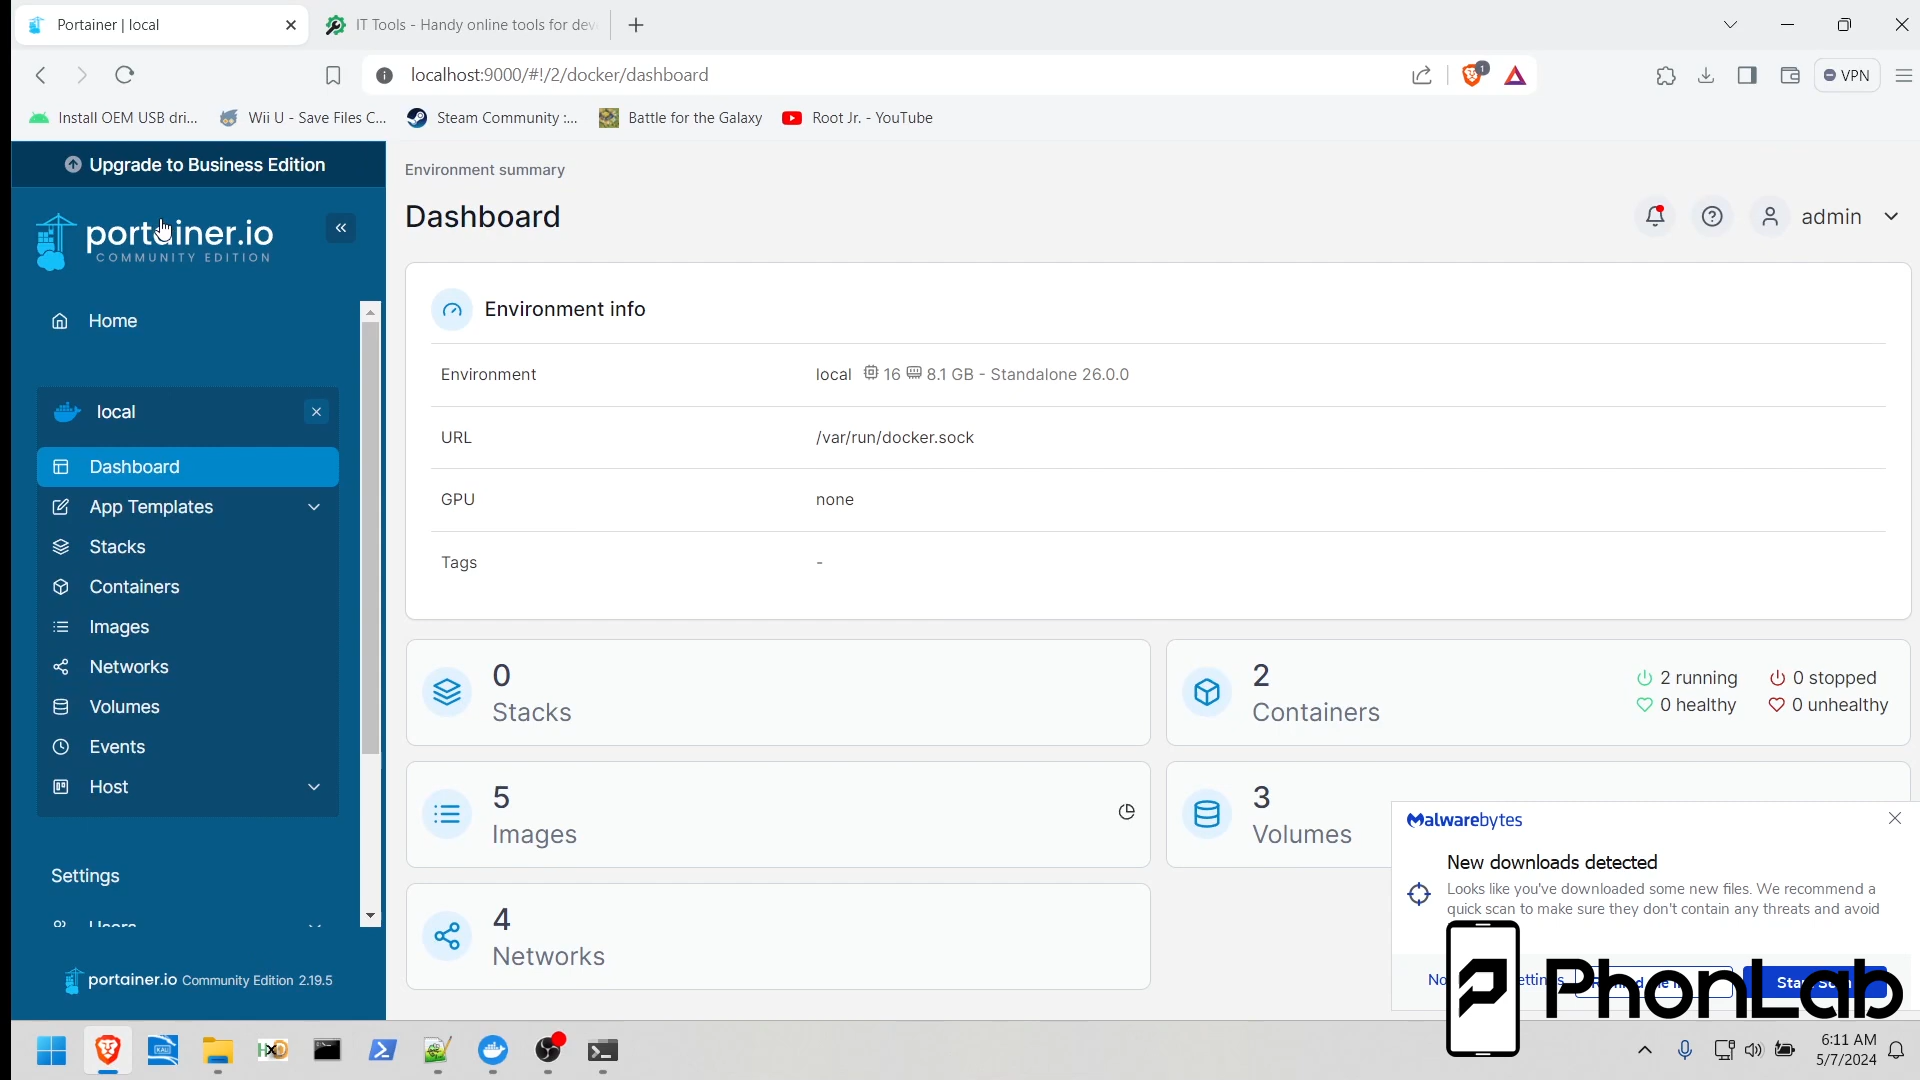 Portainer | local
IT Tools - Handy online tools for dev
localhost:9000/#!/2/docker/dashboard
1
VPN
Install OEM USB dri...
Wii U - Save Files C...
Steam Community :...
Battle for the Galaxy
Root Jr. - YouTube
Upgrade to Business Edition
portainer.io
COMMUNITY EDITION
Home
local
Dashboard
App Templates
Stacks
Containers
Images
Networks
Volumes
Events
Host
Settings
Users
portainer.io Community Edition 2.19.5
Environment summary
Dashboard
admin
Environment info
Environment local 16 8.1 GB - Standalone 26.0.0
URL /var/run/docker.sock
GPU none
Tags -
0
Stacks
2
Containers
2 running 0 stopped
0 healthy 0 unhealthy
5
Images
3
Volumes
4
Networks
Malwarebytes
New downloads detected
Looks like you've downloaded some new files. We recommend a
quick scan to make sure they don't contain any threats and avoid
PhonLab
6:11 AM
5/7/2024